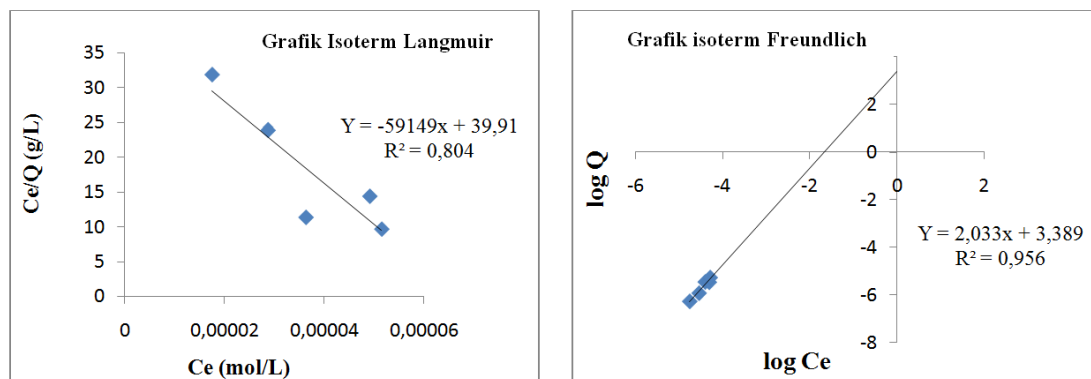 Grafik Isoterm Langmuir
35
30
25
20
15
10
5
0
Ce/Q (g/L)
Y = -59149x + 39,91
R² = 0,804
0
0,00002
0,00004
0,00006
Ce (mol/L)
Grafik isoterm Freundlich
log Q
2
0
-2
-4
-6
-8
-6
-4
-2
0
2
Y = 2,033x + 3,389
R² = 0,956
log Ce